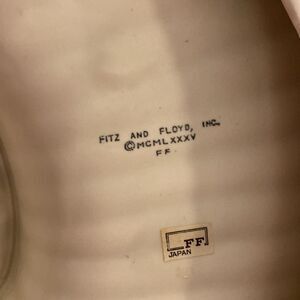 FITZ AND FLOYD, INC.
©MCMLXXXV
FF
FF
JAPAN